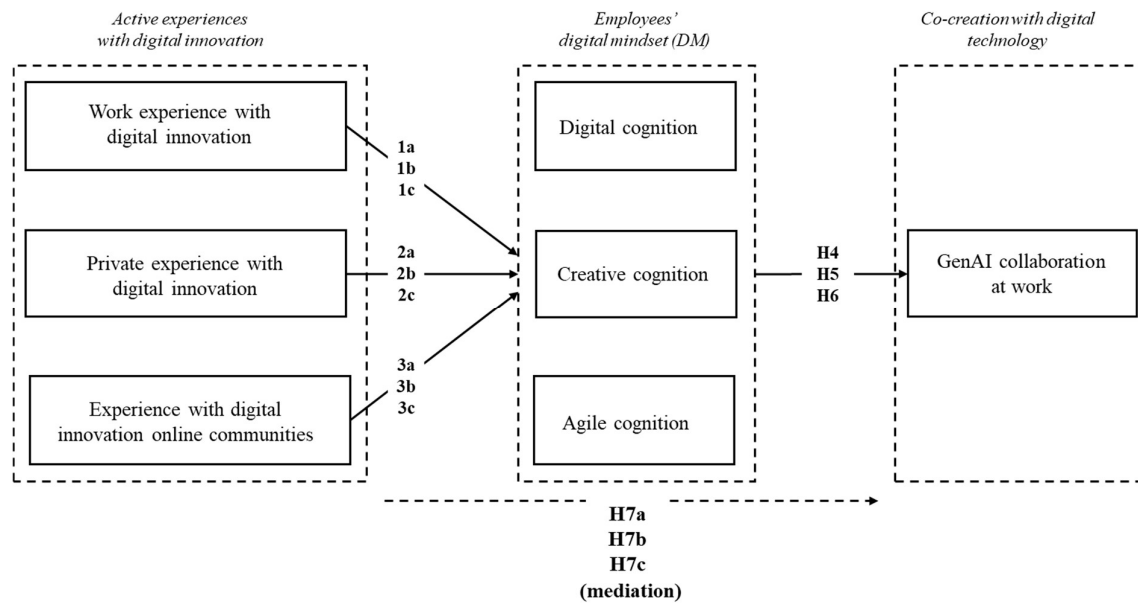 Active experiences
with digital innovation
Employees’
digital mindset (DM)
Co-creation with digital
technology
Work experience with
digital innovation
Private experience with
digital innovation
Experience with digital
innovation online communities
1a
1b
1c
2a
2b
2c
3a
3b
3c
Digital cognition
Creative cognition
Agile cognition
H4
H5
H6
GenAI collaboration
at work
H7a
H7b
H7c
(mediation)